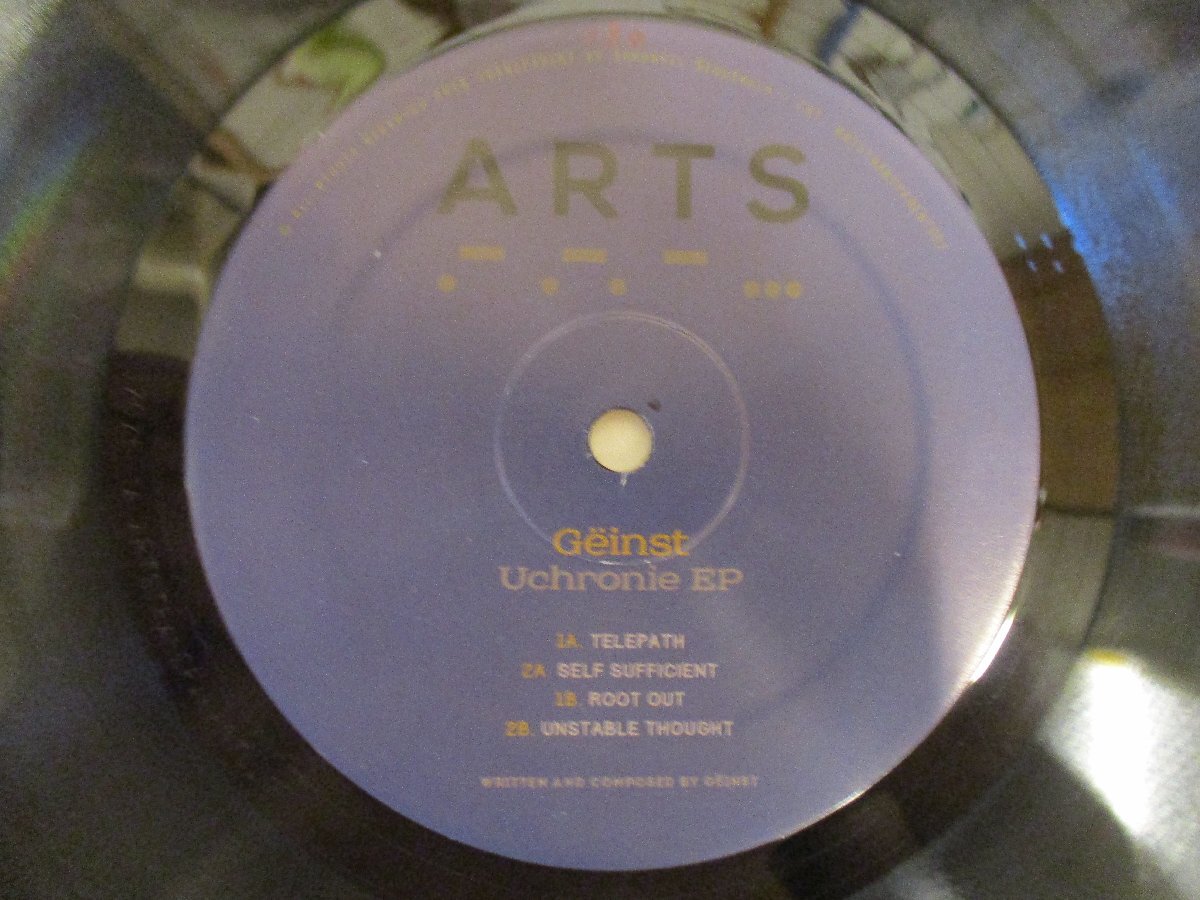 ARTS
Gëinst
Uchronie EP
1A. TELEPATH
2A. SELF SUFFICIENT
1B. ROOT OUT
2B. UNSTABLE THOUGHT
WRITTEN AND COMPOSED BY GËINST